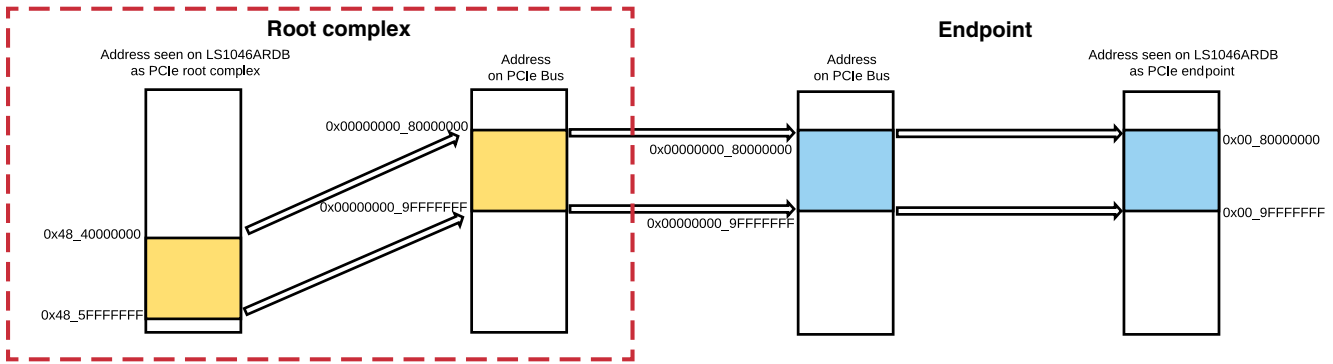 Root complex
Endpoint
Address seen on LS1046ARDB
as PCIe root complex
Address
on PCIe Bus
Address
on PCIe Bus
Address seen on LS1046ARDB
as PCIe endpoint
0x00000000_80000000
0x00000000_80000000
0x00_80000000
0x00000000_9FFFFFFF
0x00000000_9FFFFFFF
0x00_9FFFFFFF
0x48_40000000
0x48_5FFFFFFF